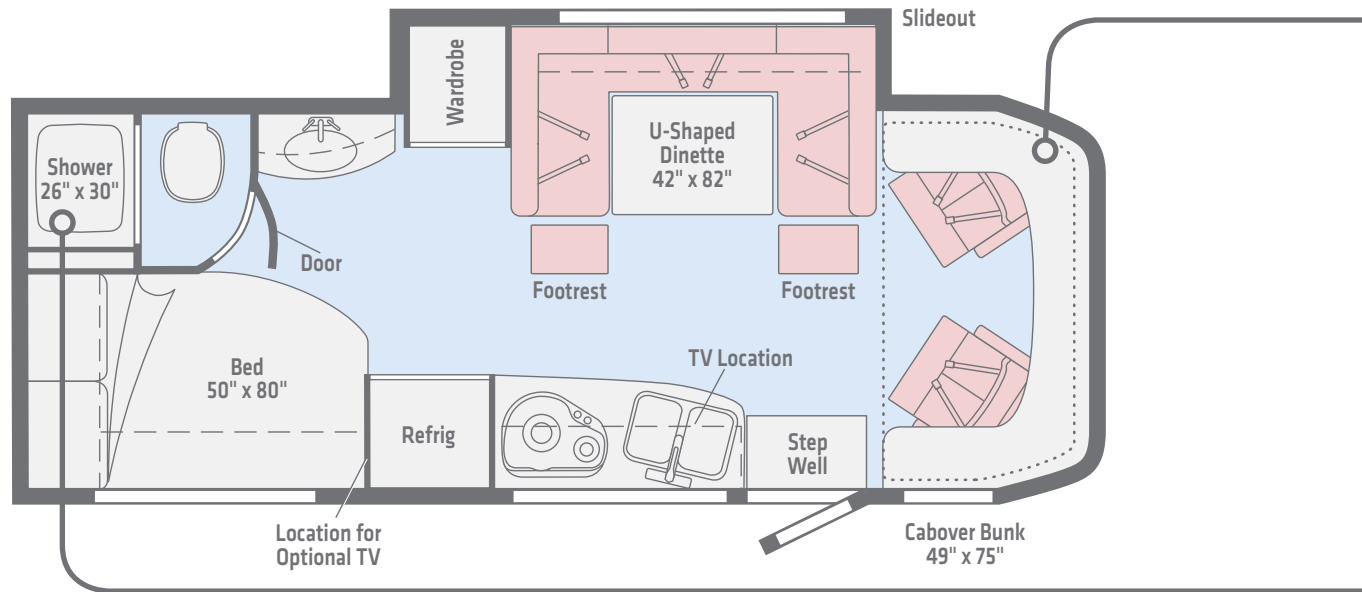 Slideout
Wardrobe
U-Shaped
Dinette
42" x 82"
Shower
26" x 30"
Door
Footrest
Footrest
TV Location
Bed
50" x 80"
Refrig
Step
Well
Location for
Optional TV
Cabover Bunk
49" x 75"